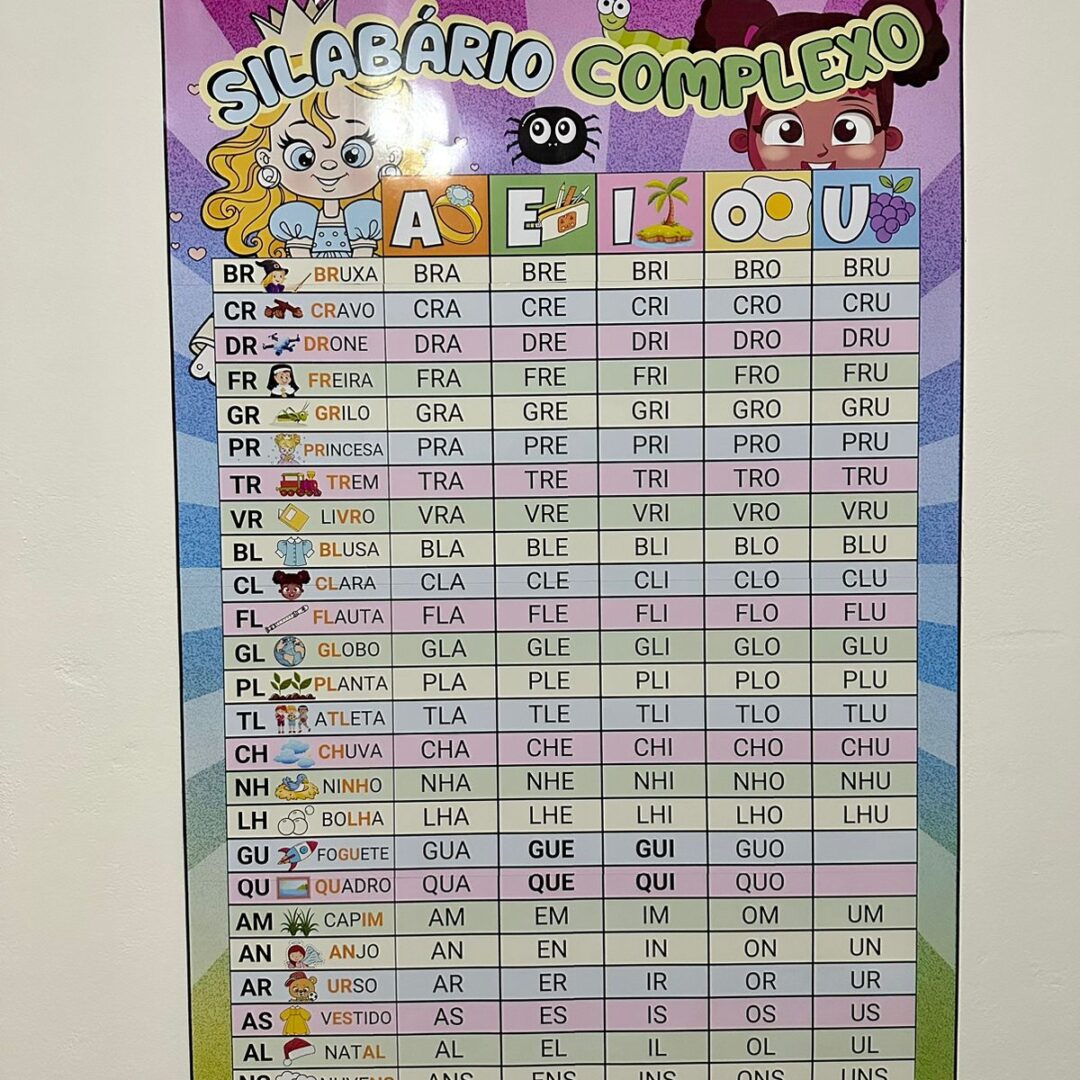 SILABÁRIO COMPLEXO
A E I O U
BR BRUXA BRA BRE BRI BRO BRU
CR CRAVO CRA CRE CRI CRO CRU
DR DRONE DRA DRE DRI DRO DRU
FR FREIRA FRA FRE FRI FRO FRU
GR GRILO GRA GRE GRI GRO GRU
PR PRINCESA PRA PRE PRI PRO PRU
TR TREM TRA TRE TRI TRO TRU
VR LIVRO VRA VRE VRI VRO VRU
BL BLUSA BLA BLE BLI BLO BLU
CL CLARA CLA CLE CLI CLO CLU
FL FLAUTA FLA FLE FLI FLO FLU
GL GLOBO GLA GLE GLI GLO GLU
PL PLANTA PLA PLE PLI PLO PLU
TL ATLETA TLA TLE TLI TLO TLU
CH CHUVA CHA CHE CHI CHO CHU
NH NINHO NHA NHE NHI NHO NHU
LH BOLHA LHA LHE LHI LHO LHU
GU FOGUETE GUA GUE GUI GUO
QU QUADRO QUA QUE QUI QUO
AM CAPIM AM EM IM OM UM
AN ANJO AN EN IN ON UN
AR URSO AR ER IR OR UR
AS VESTIDO AS ES IS OS US
AL NATAL AL EL IL OL UL
NS NUVENS ANS ENS INS ONS UNS